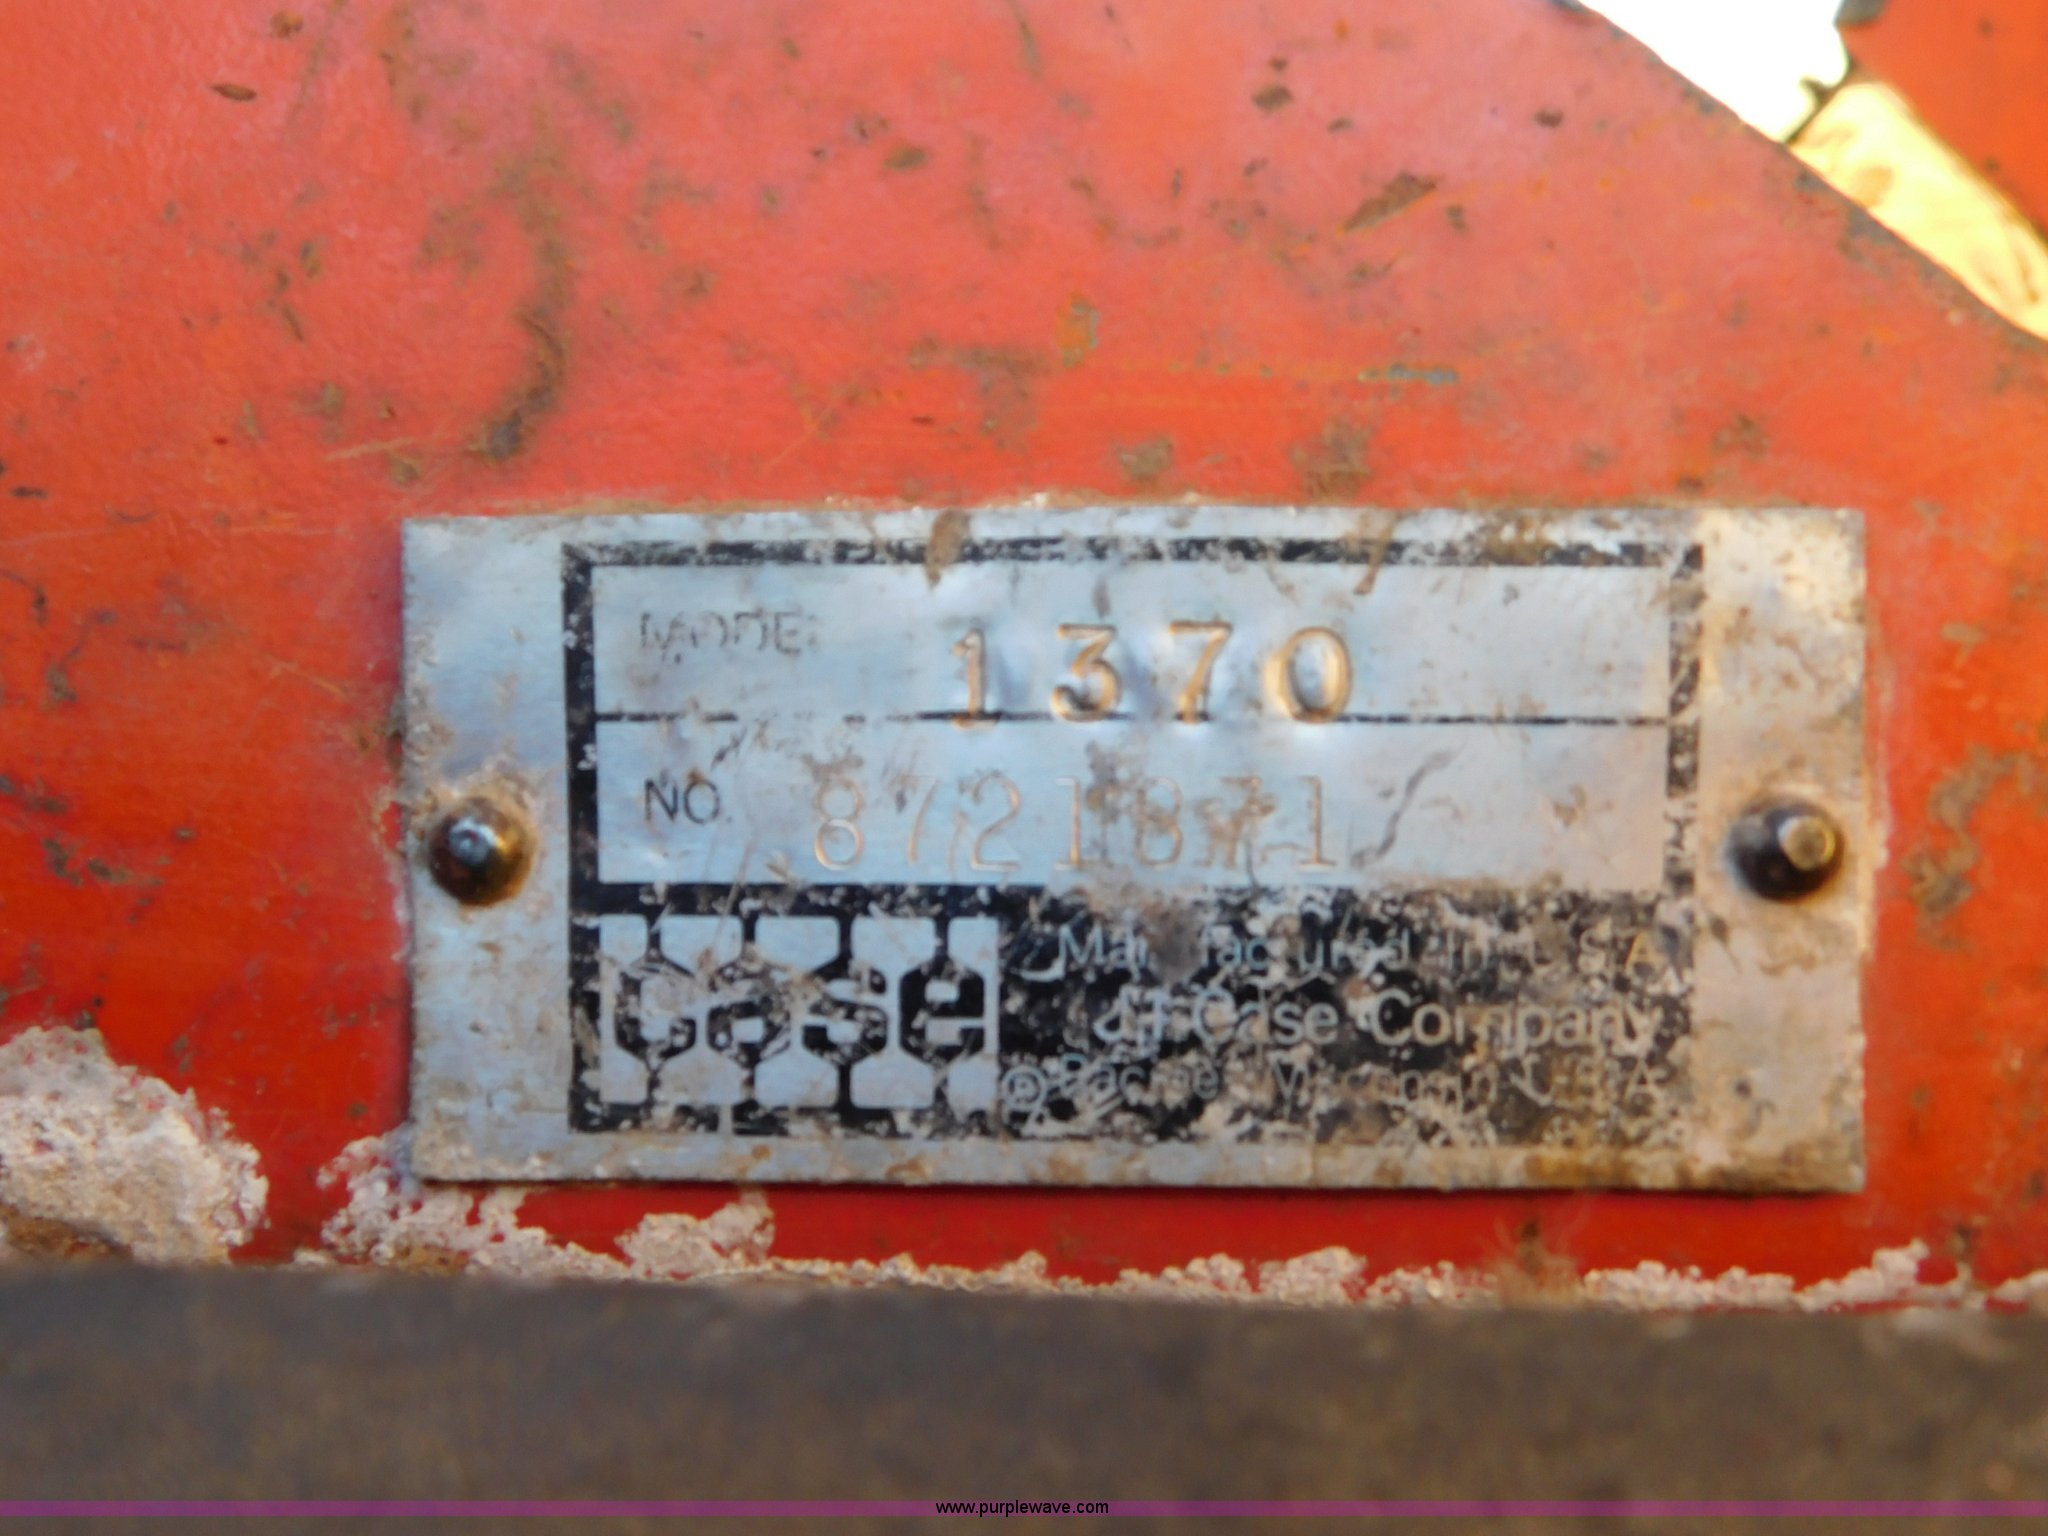 MODEL 1370
NO. 8721871
case
Manufactured in U.S.A.
J I Case Company
® Racine Wisconsin U.S.A.
www.purplewave.com